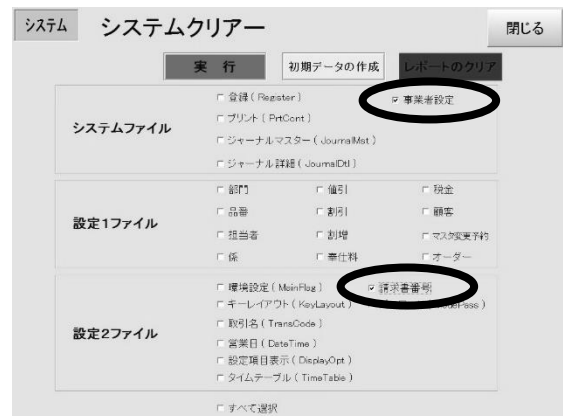 システム システムクリアー 閉じる
実 行 初期データの作成 レポートのクリア
システムファイル
登録 ( Register ) 事業者設定
プリント ( PrtCont )
ジャーナルマスター ( JournalMst )
ジャーナル詳細 ( JournalDtl )
設定1ファイル
部門 値引 税金
品番 割引 顧客
担当者 割増 マスタ変更予約
係 奉仕料 オーダー
設定2ファイル
環境設定 ( MainFlag ) 請求書番号
キーレイアウト ( KeyLayout )
取引名 ( TransCode )
営業日 ( DateTime )
設定項目表示 ( DisplayOpt )
タイムテーブル ( TimeTable )
すべて選択